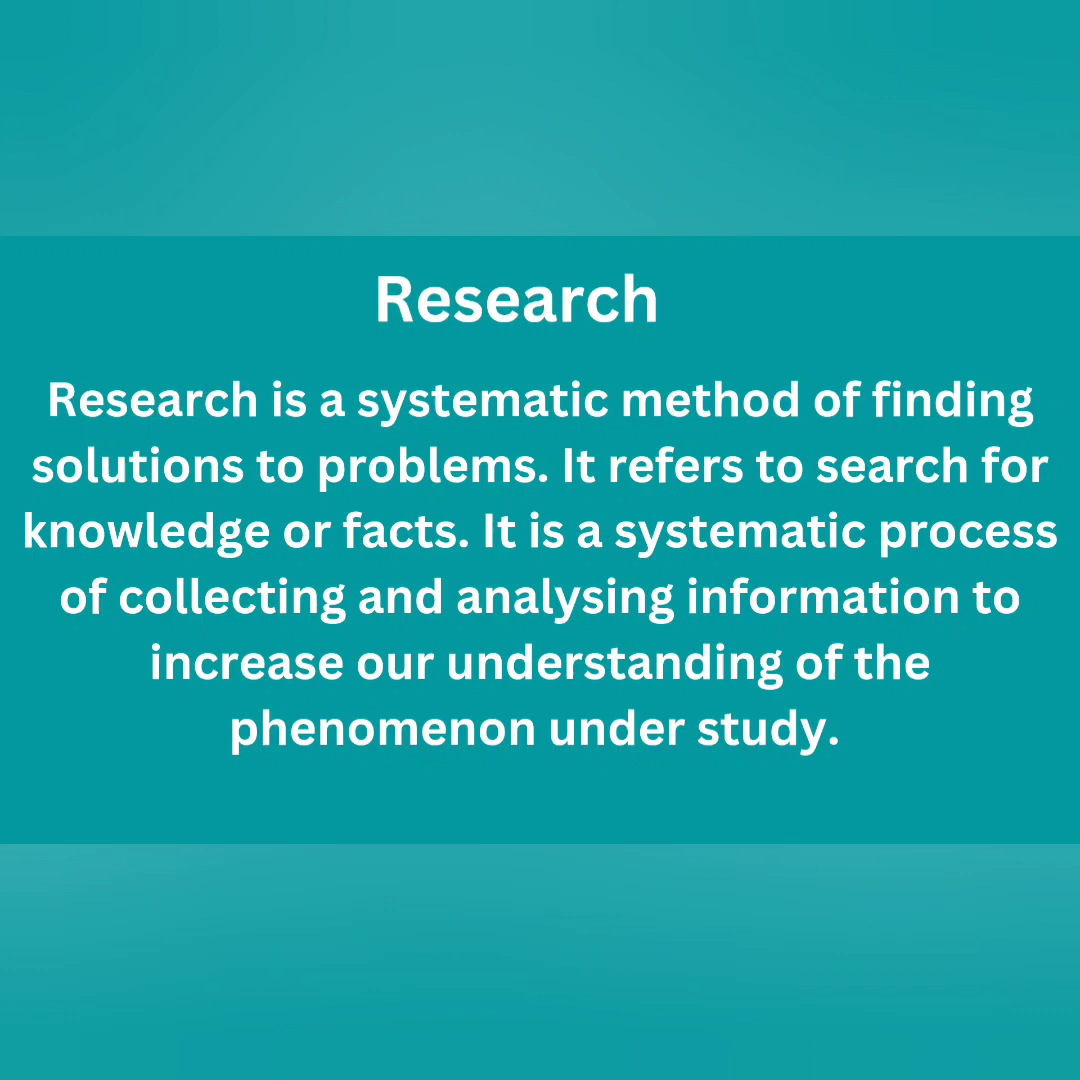 Research
Research is a systematic method of finding
solutions to problems. It refers to search for
knowledge or facts. It is a systematic process
of collecting and analysing information to
increase our understanding of the
phenomenon under study.